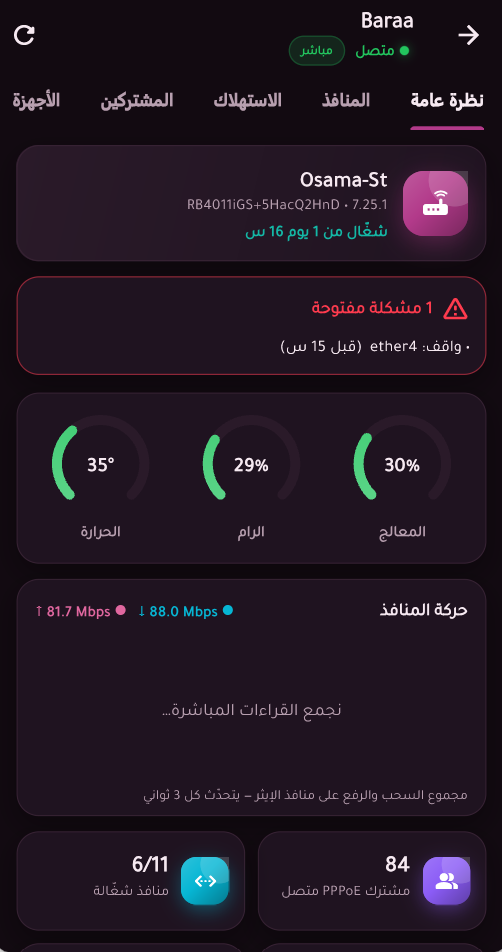 Baraa
متصل مباشر
نظرة عامة المنافذ الاستهلاك المشتركين الأجهزة
Osama-St
RB4011iGS+5HacQ2HnD • 7.25.1
شغّال من 1 يوم 16 س
1 مشكلة مفتوحة
• واقف: ether4 (قبل 15 س)
30% 29% 35°
المعالج الرام الحرارة
حركة المنافذ ↓ 88.0 Mbps ↑ 81.7 Mbps
نجمع القراءات المباشرة...
مجموع السحب والرفع على منافذ الإيثر – يتحدّث كل 3 ثواني
84 6/11
مشترك PPPoE متصل منافذ شغّالة